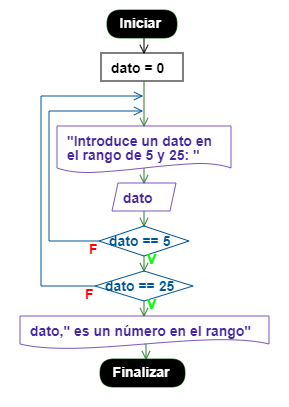 Iniciar
dato = 0
"Introduce un dato en
el rango de 5 y 25: "
dato
dato == 5
F
V
dato == 25
F
V
dato," es un número en el rango"
Finalizar